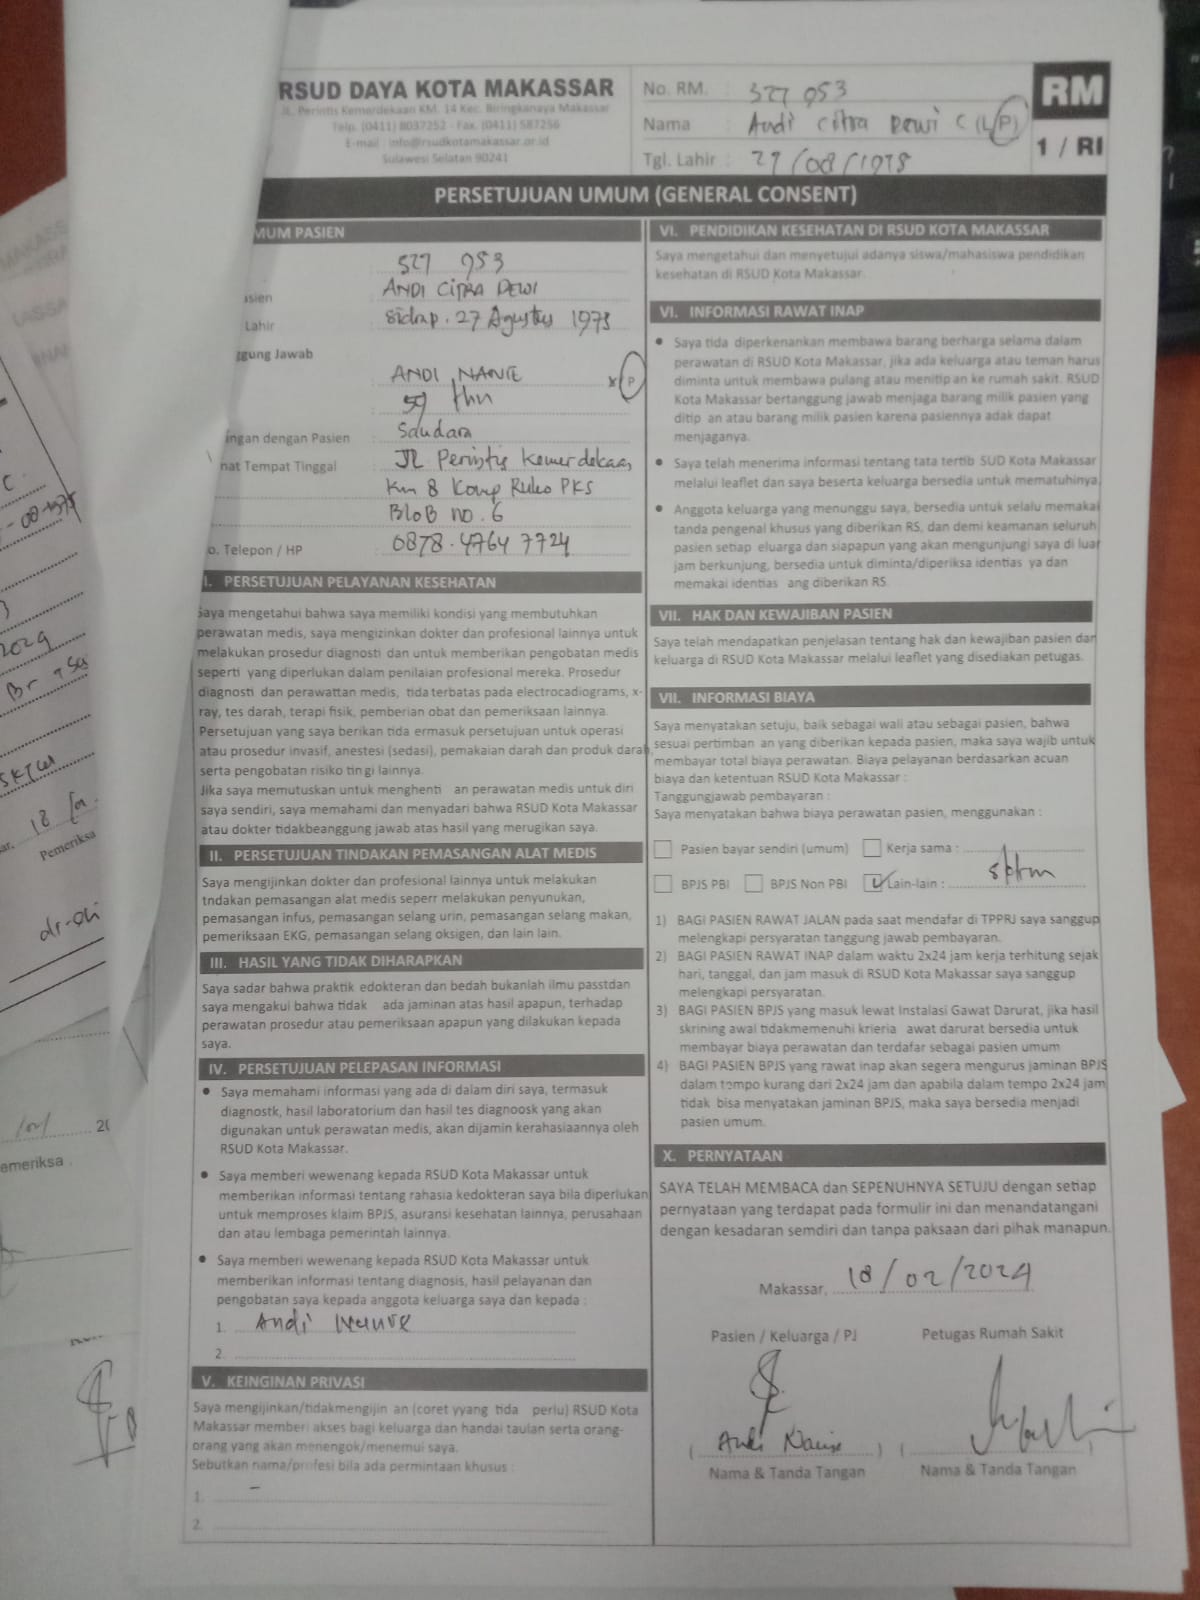 RSUD DAYA KOTA MAKASSAR
JL. Perintis Kemerdekaan KM. 14 Kec. Biringkanaya Makassar
Telp. (0411) 8037252 - Fax. (0411) 587256
E-mail : info@rsudkotamakassar.or.id
Sulawesi Selatan 90241
No. RM. : 527 953
Nama : Andi Citra Dewi C (L/P)
Tgl. Lahir : 27/08/1978
RM
1 / RI
PERSETUJUAN UMUM (GENERAL CONSENT)
MUM PASIEN
: 527 953
asien : ANDI CITRA DEWI
Lahir : Sidrap. 27 Agustus 1975
ggung Jawab
: ANDI NANCE P
: 59 thn
ingan dengan Pasien : Saudara
nat Tempat Tinggal : JL Perintis Kemerdekaan
Km 8 Komp Ruko PKS
Blo B no. 6
o. Telepon / HP : 0878. 4764 7724
I. PERSETUJUAN PELAYANAN KESEHATAN
Saya mengetahui bahwa saya memiliki kondisi yang membutuhkan
perawatan medis, saya mengizinkan dokter dan profesional lainnya untuk
melakukan prosedur diagnosti dan untuk memberikan pengobatan medis
seperti yang diperlukan dalam penilaian profesional mereka. Prosedur
diagnosti dan perawattan medis, tida terbatas pada electrocadiograms, x-
ray, tes darah, terapi fisik, pemberian obat dan pemeriksaan lainnya.
Persetujuan yang saya berikan tida ermasuk persetujuan untuk operasi
atau prosedur invasif, anestesi (sedasi), pemakaian darah dan produk darah
serta pengobatan risiko tin gi lainnya.
Jika saya memutuskan untuk menghenti an perawatan medis untuk diri
saya sendiri, saya memahami dan menyadari bahwa RSUD Kota Makassar
atau dokter tidakbeanggung jawab atas hasil yang merugikan saya.
II. PERSETUJUAN TINDAKAN PEMASANGAN ALAT MEDIS
Saya mengijinkan dokter dan profesional lainnya untuk melakukan
tndakan pemasangan alat medis seperr melakukan penyunukan,
pemasangan infus, pemasangan selang urin, pemasangan selang makan,
pemeriksaan EKG, pemasangan selang oksigen, dan lain lain.
III. HASIL YANG TIDAK DIHARAPKAN
Saya sadar bahwa praktik edokteran dan bedah bukanlah ilmu passtdan
saya mengakui bahwa tidak ada jaminan atas hasil apapun, terhadap
perawatan prosedur atau pemeriksaan apapun yang dilakukan kepada
saya.
IV. PERSETUJUAN PELEPASAN INFORMASI
● Saya memahami informasi yang ada di dalam diri saya, termasuk
diagnostk, hasil laboratorium dan hasil tes diagnoosk yang akan
digunakan untuk perawatan medis, akan dijamin kerahasiaannya oleh
RSUD Kota Makassar.
● Saya memberi wewenang kepada RSUD Kota Makassar untuk
memberikan informasi tentang rahasia kedokteran saya bila diperlukan
untuk memproses klaim BPJS, asuransi kesehatan lainnya, perusahaan
dan atau lembaga pemerintah lainnya.
● Saya memberi wewenang kepada RSUD Kota Makassar untuk
memberikan informasi tentang diagnosis, hasil pelayanan dan
pengobatan saya kepada anggota keluarga saya dan kepada :
1. Andi Nance
2.
V. KEINGINAN PRIVASI
Saya mengijinkan/tidakmengijin an (coret yyang tida perlu) RSUD Kota
Makassar memberi akses bagi keluarga dan handai taulan serta orang-
orang yang akan menengok/menemui saya.
Sebutkan nama/profesi bila ada permintaan khusus :
1. -
2.
VI. PENDIDIKAN KESEHATAN DI RSUD KOTA MAKASSAR
Saya mengetahui dan menyetujui adanya siswa/mahasiswa pendidikan
kesehatan di RSUD Kota Makassar.
VI. INFORMASI RAWAT INAP
● Saya tida diperkenankan membawa barang berharga selama dalam
perawatan di RSUD Kota Makassar, jika ada keluarga atau teman harus
diminta untuk membawa pulang atau menitip an ke rumah sakit. RSUD
Kota Makassar bertanggung jawab menjaga barang milik pasien yang
ditip an atau barang milik pasien karena pasiennya adak dapat
menjaganya.
● Saya telah menerima informasi tentang tata tertib SUD Kota Makassar
melalui leaflet dan saya beserta keluarga bersedia untuk mematuhinya.
● Anggota keluarga yang menunggu saya, bersedia untuk selalu memakai
tanda pengenal khusus yang diberikan RS, dan demi keamanan seluruh
pasien setiap eluarga dan siapapun yang akan mengunjungi saya di luar
jam berkunjung, bersedia untuk diminta/diperiksa identias ya dan
memakai identias ang diberikan RS.
VII. HAK DAN KEWAJIBAN PASIEN
Saya telah mendapatkan penjelasan tentang hak dan kewajiban pasien dan
keluarga di RSUD Kota Makassar melalui leaflet yang disediakan petugas.
VII. INFORMASI BIAYA
Saya menyatakan setuju, baik sebagai wali atau sebagai pasien, bahwa
sesuai pertimban an yang diberikan kepada pasien, maka saya wajib untuk
membayar total biaya perawatan. Biaya pelayanan berdasarkan acuan
biaya dan ketentuan RSUD Kota Makassar :
Tanggungjawab pembayaran :
Saya menyatakan bahwa biaya perawatan pasien, menggunakan :
Pasien bayar sendiri (umum) Kerja sama :
BPJS PBI BPJS Non PBI Lain-lain : sktm
1) BAGI PASIEN RAWAT JALAN pada saat mendafar di TPPRJ saya sanggup
melengkapi persyaratan tanggung jawab pembayaran.
2) BAGI PASIEN RAWAT INAP dalam waktu 2x24 jam kerja terhitung sejak
hari, tanggal, dan jam masuk di RSUD Kota Makassar saya sanggup
melengkapi persyaratan.
3) BAGI PASIEN BPJS yang masuk lewat Instalasi Gawat Darurat, jika hasil
skrining awal tidakmemenuhi krieria awat darurat bersedia untuk
membayar biaya perawatan dan terdafar sebagai pasien umum
4) BAGI PASIEN BPJS yang rawat inap akan segera mengurus jaminan BPJS
dalam tempo kurang dari 2x24 jam dan apabila dalam tempo 2x24 jam
tidak bisa menyatakan jaminan BPJS, maka saya bersedia menjadi
pasien umum.
X. PERNYATAAN
SAYA TELAH MEMBACA dan SEPENUHNYA SETUJU dengan setiap
pernyataan yang terdapat pada formulir ini dan menandatangani
dengan kesadaran semdiri dan tanpa paksaan dari pihak manapun.
Makassar, 18/02/2024
Pasien / Keluarga / PJ Petugas Rumah Sakit
( Andi Nance ) ( )
Nama & Tanda Tangan Nama & Tanda Tangan
Pemeriksa
emeriksa